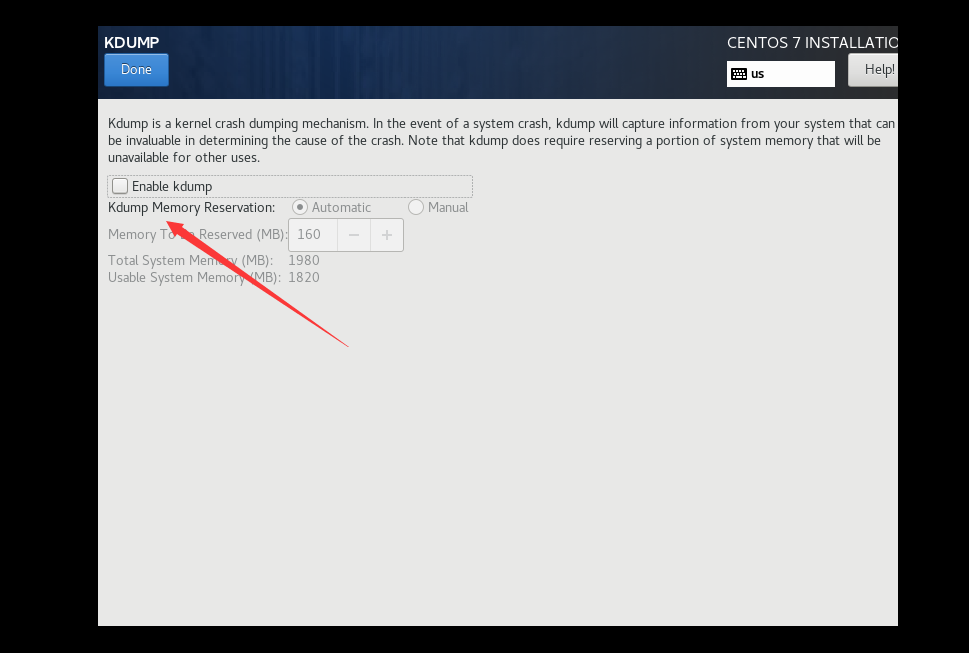 KDUMP
CENTOS 7 INSTALLATIO
Done
us
Help!
Kdump is a kernel crash dumping mechanism. In the event of a system crash, kdump will capture information from your system that can
be invaluable in determining the cause of the crash. Note that kdump does require reserving a portion of system memory that will be
unavailable for other uses.
Enable kdump
Kdump Memory Reservation: Automatic Manual
Memory To Be Reserved (MB): 160 − +
Total System Memory (MB): 1980
Usable System Memory (MB): 1820